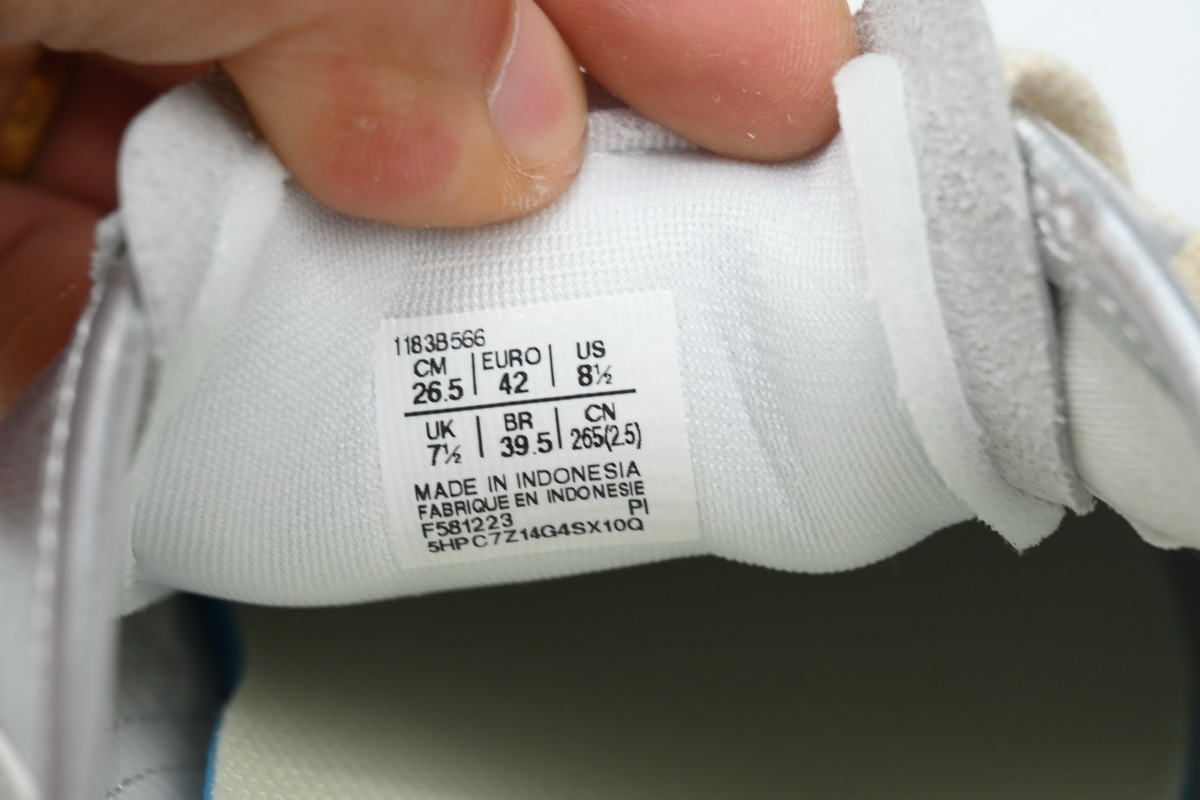 1183B566
CM | EURO | US
26.5 | 42 | 8½
UK | BR | CN
7½ | 39.5 | 265(2.5)
MADE IN INDONESIA
FABRIQUE EN INDONESIE
F581223 PI
5HPC7Z14G4SX10Q